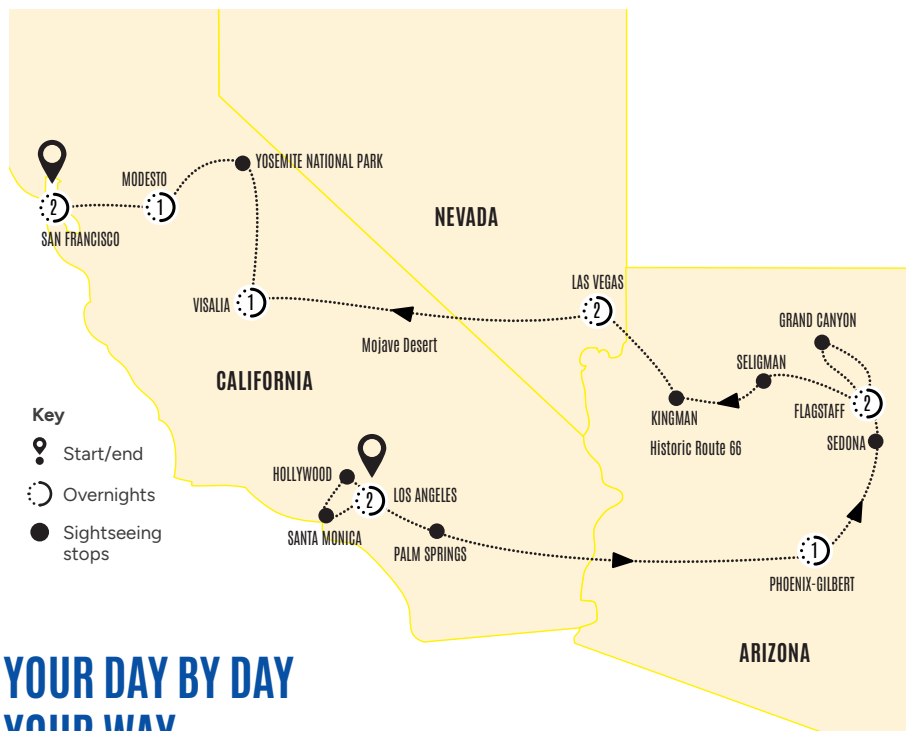 YOSEMITE NATIONAL PARK
MODESTO
2
1
SAN FRANCISCO
NEVADA
LAS VEGAS
2
VISALIA
1
Mojave Desert
GRAND CANYON
SELIGMAN
KINGMAN
FLAGSTAFF
2
Historic Route 66
SEDONA
CALIFORNIA
Key
Start/end
Overnights
Sightseeing
stops
HOLLYWOOD
2
LOS ANGELES
SANTA MONICA
PALM SPRINGS
1
PHOENIX-GILBERT
ARIZONA
YOUR DAY BY DAY
YOUR WAY